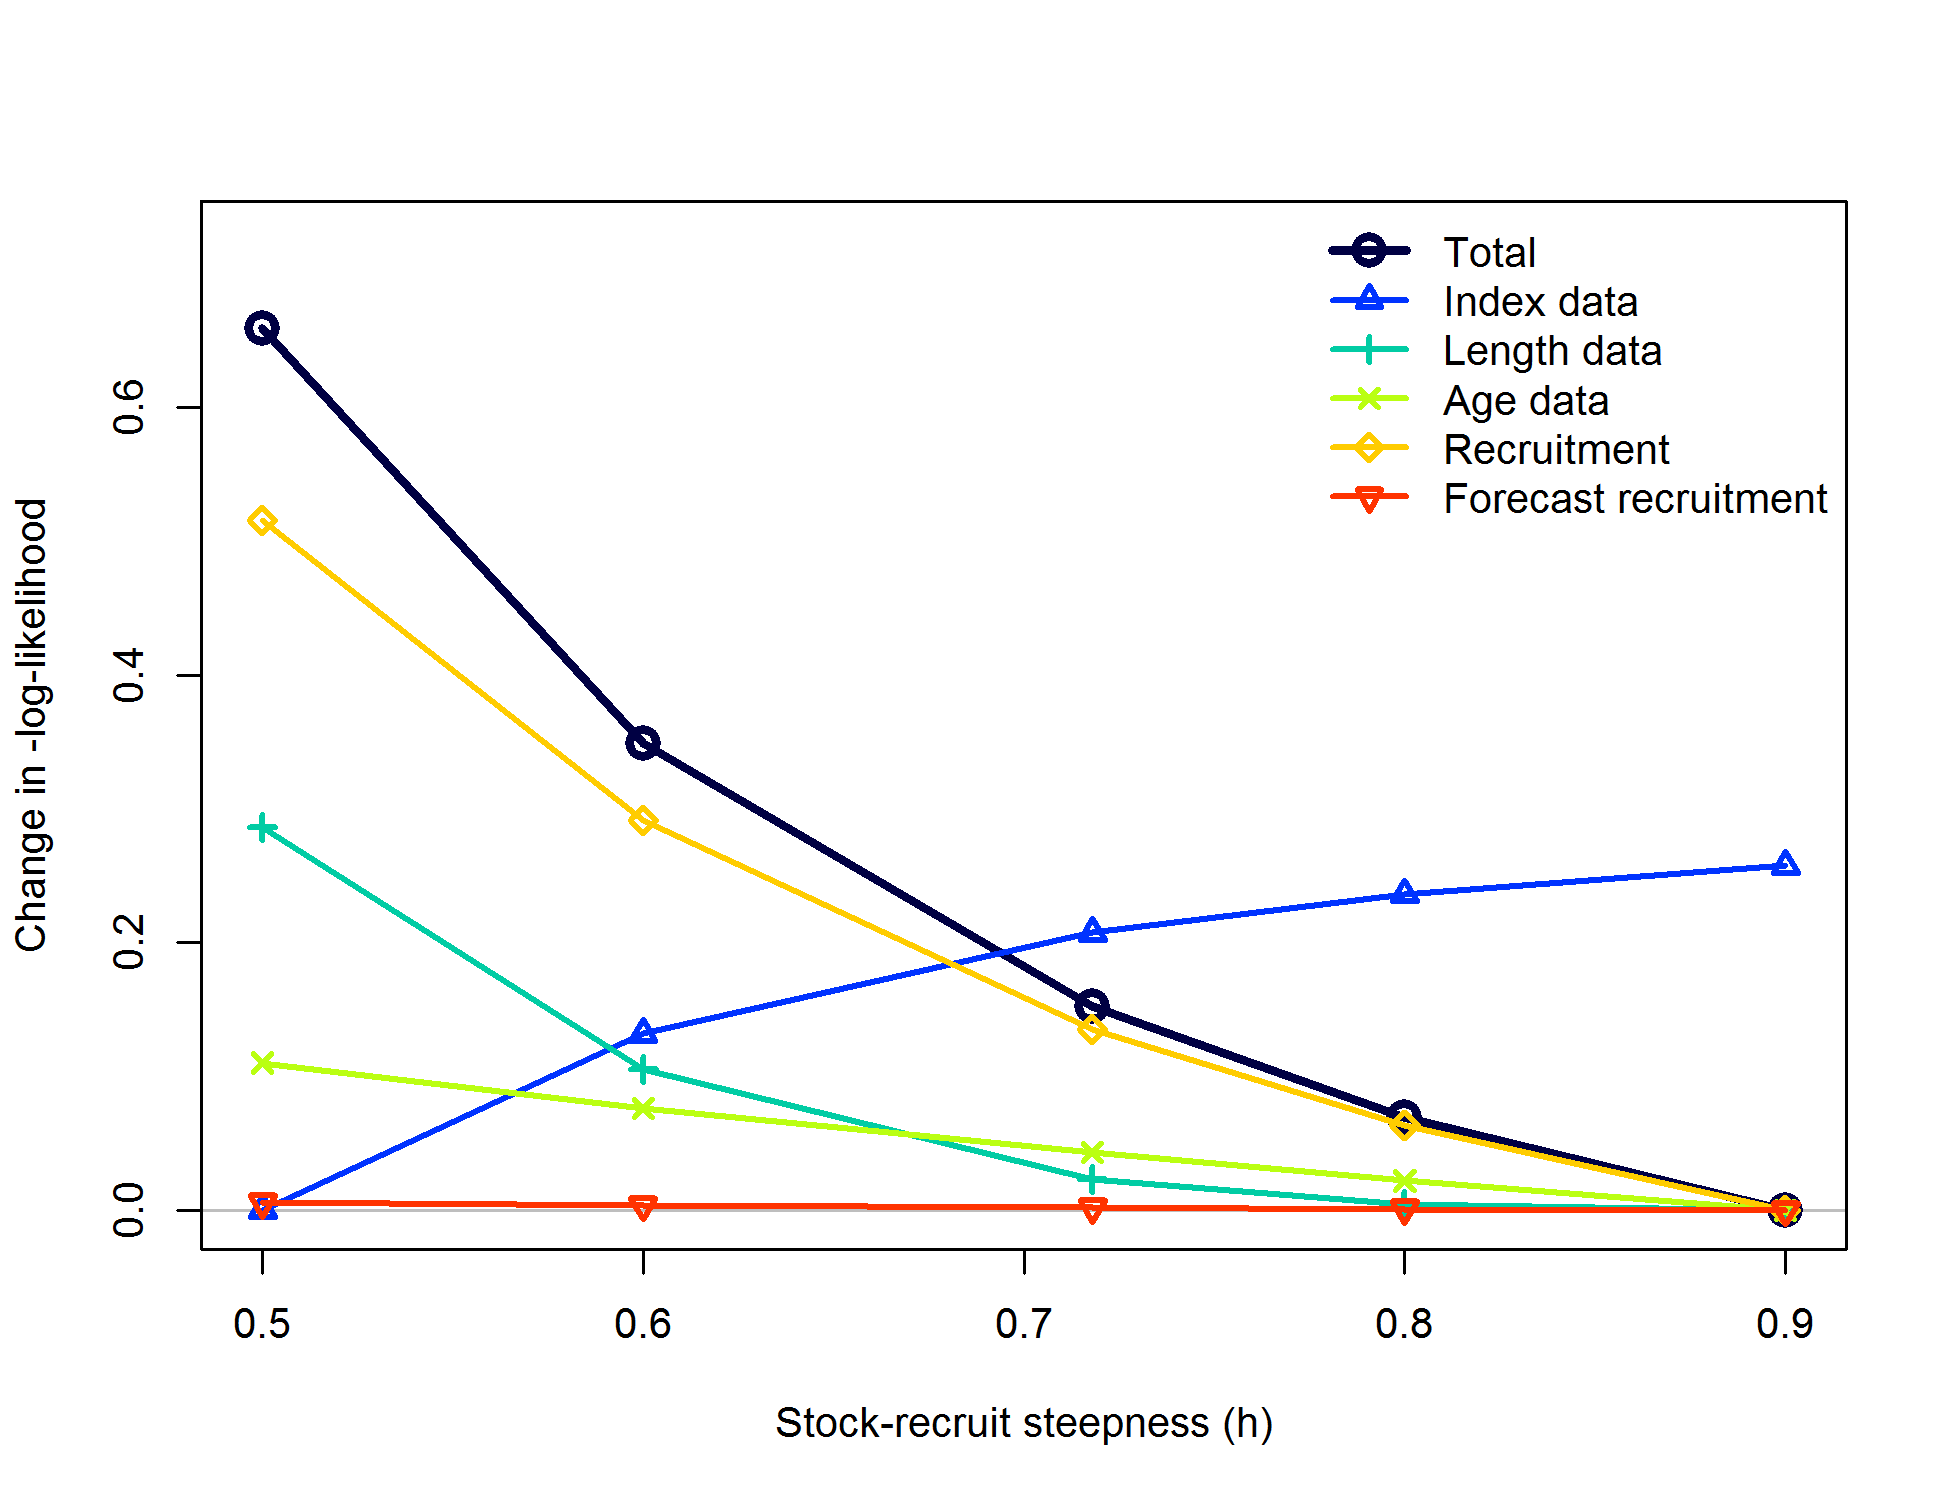 Total
Index data
Length data
Age data
Recruitment
Forecast recruitment
Change in -log-likelihood
0.6
0.4
0.2
0.0
0.5 0.6 0.7 0.8 0.9
Stock-recruit steepness (h)